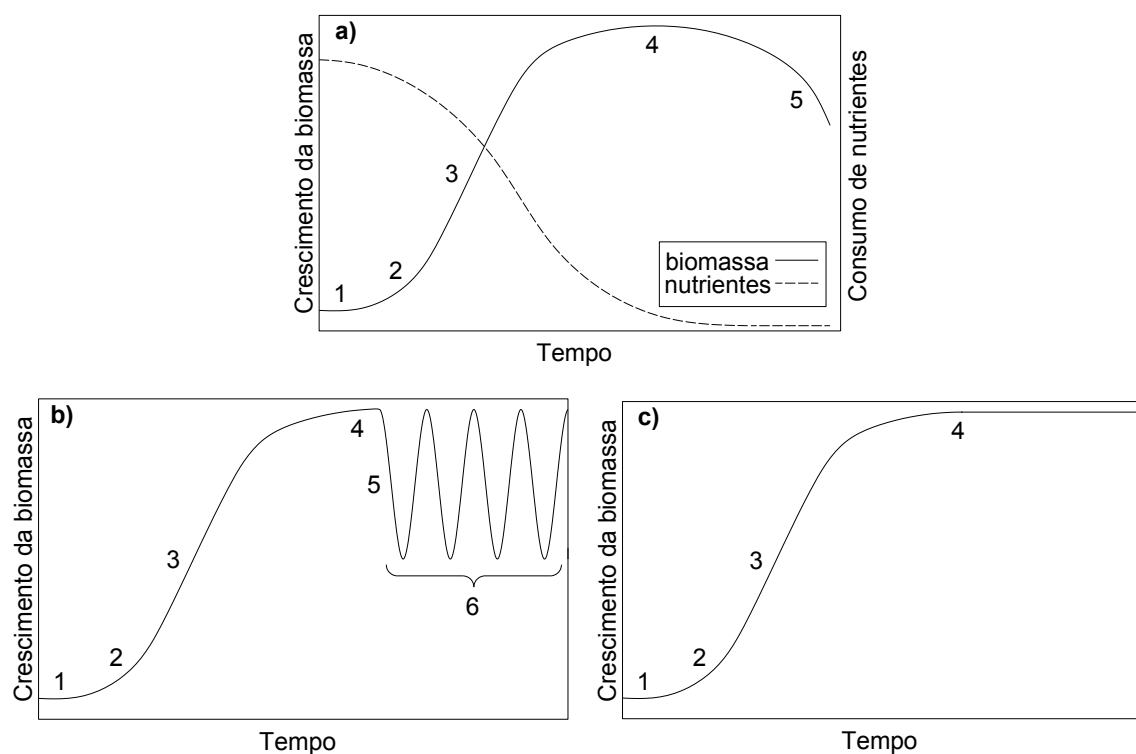 a)
Crescimento da biomassa
Consumo de nutrientes
1
2
3
4
5
biomassa
nutrientes
Tempo
b)
Crescimento da biomassa
1
2
3
4
5
6
Tempo
c)
Crescimento da biomassa
1
2
3
4
Tempo